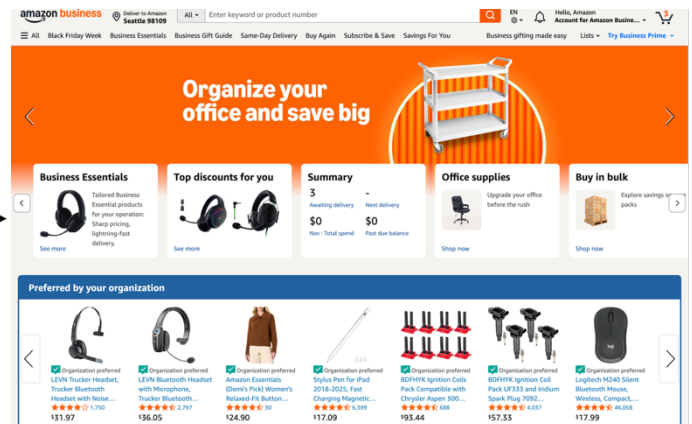 amazon business
Deliver to Amazon
Seattle 98109
All
Enter keyword or product number
EN
Hello, Amazon
Account for Amazon Busine...
3
All Black Friday Week Business Essentials Business Gift Guide Same-Day Delivery Buy Again Subscribe & Save Savings For You Business gifting made easy Lists Try Business Prime
Organize your
office and save big
Business Essentials
Tailored Business
Essential products
for your operation:
Sharp pricing,
lightning-fast
delivery.
See more
Top discounts for you
See more
Summary
3 -
Awaiting delivery Next delivery
$0 $0
Nov : Total spend Past due balance
Office supplies
Upgrade your office
before the rush
Shop now
Buy in bulk
Explore savings on
packs
Shop now
Preferred by your organization
Organization preferred
LEVN Trucker Headset,
Trucker Bluetooth
Headset with Noise...
1,750
$31.97
Organization preferred
LEVN Bluetooth Headset
with Microphone,
Trucker Bluetooth...
2,797
$36.05
Organization preferred
Amazon Essentials
(Demi's Pick) Women's
Relaxed-Fit Button...
30
$24.90
Organization preferred
Stylus Pen for iPad
2018-2025, Fast
Charging Magnetic...
6,399
$17.09
Organization preferred
BDFHYK Ignition Coils
Pack Compatible with
Chrysler Aspen 300...
688
$93.44
Organization preferred
BDFHYK Ignition Coil
Pack UF333 and Iridium
Spark Plug 7092...
4,037
$57.33
logi
Organization preferred
Logitech M240 Silent
Bluetooth Mouse,
Wireless, Compact,...
46,058
$17.99